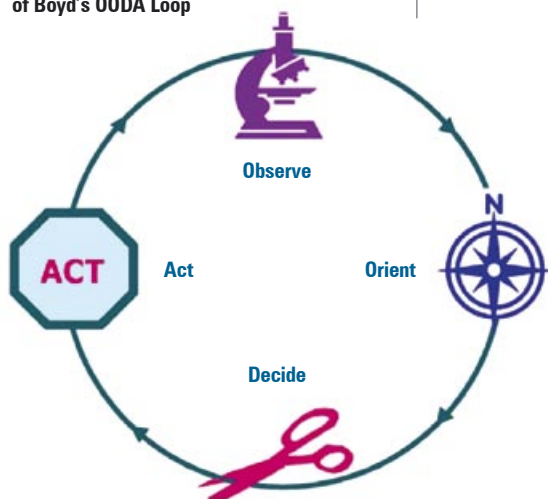 of Boyd's OODA Loop
Observe
N
ACT
Act
Orient
Decide